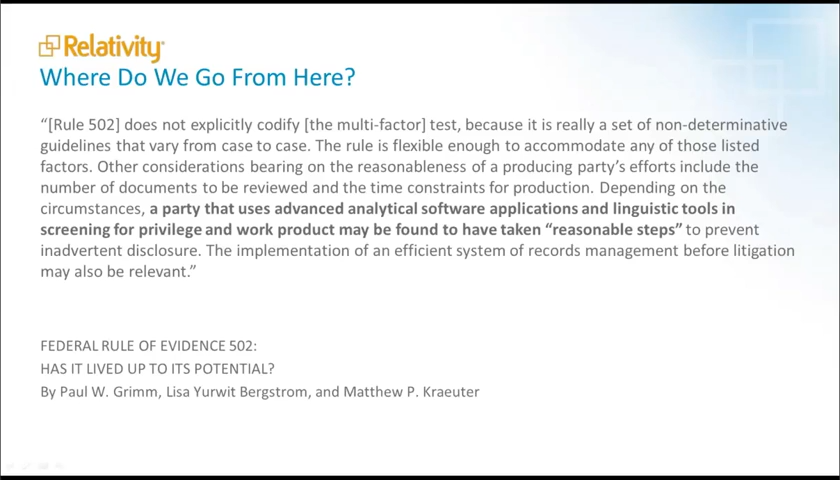 Relativity
Where Do We Go From Here?
“[Rule 502] does not explicitly codify [the multi-factor] test, because it is really a set of non-determinative
guidelines that vary from case to case. The rule is flexible enough to accommodate any of those listed
factors. Other considerations bearing on the reasonableness of a producing party’s efforts include the
number of documents to be reviewed and the time constraints for production. Depending on the
circumstances, a party that uses advanced analytical software applications and linguistic tools in
screening for privilege and work product may be found to have taken “reasonable steps” to prevent
inadvertent disclosure. The implementation of an efficient system of records management before litigation
may also be relevant.”
FEDERAL RULE OF EVIDENCE 502:
HAS IT LIVED UP TO ITS POTENTIAL?
By Paul W. Grimm, Lisa Yurwit Bergstrom, and Matthew P. Kraeuter